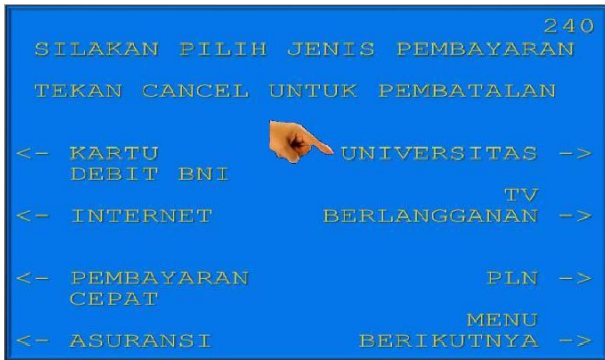 240
SILAKAN PILIH JENIS PEMBAYARAN
TEKAN CANCEL UNTUK PEMBATALAN
<- KARTU UNIVERSITAS ->
DEBIT BNI
TV
<- INTERNET BERLANGGANAN ->
<- PEMBAYARAN PLN ->
CEPAT
MENU
<- ASURANSI BERIKUTNYA ->